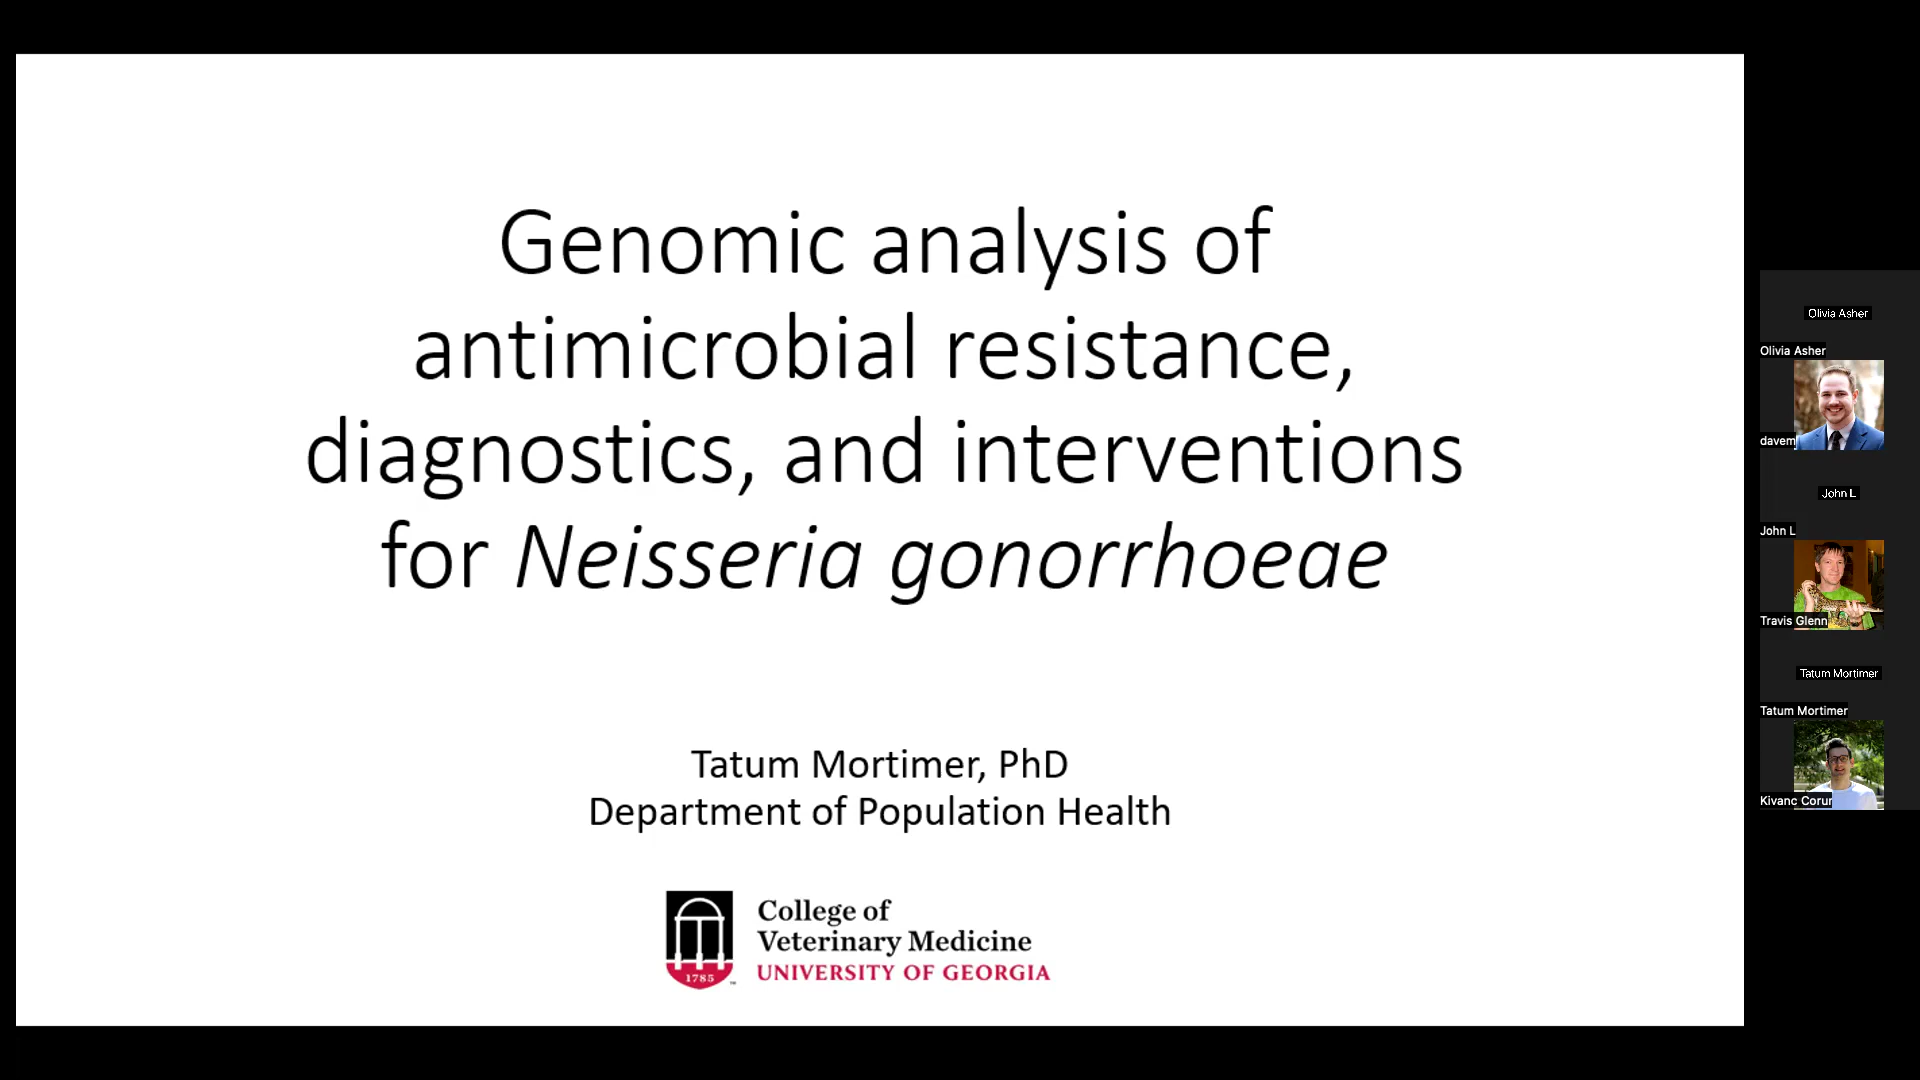 Genomic analysis of
antimicrobial resistance,
diagnostics, and interventions
for Neisseria gonorrhoeae
Tatum Mortimer, PhD
Department of Population Health
1785
College of
Veterinary Medicine
UNIVERSITY OF GEORGIA
Olivia Asher
Olivia Asher
davem
John L
John L
Travis Glenn
Tatum Mortimer
Tatum Mortimer
Kivanc Corur